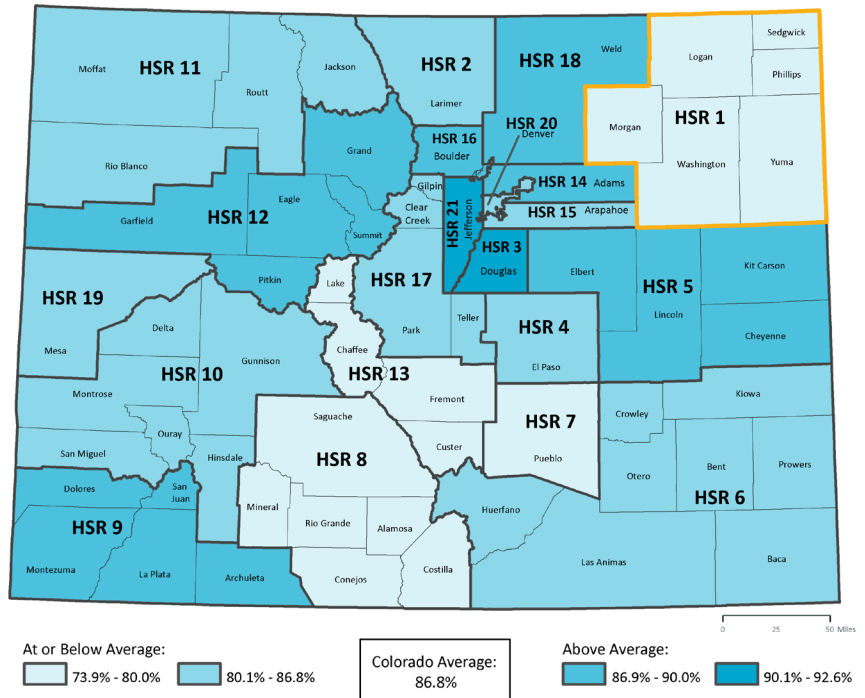 Sedgwick
Weld
HSR 18
Logan
HSR 2
Jackson
HSR 11
Moffat
Phillips
Routt
Larimer
HSR 1
HSR 20
Denver
Morgan
HSR 16
Boulder
Grand
Rio Blanco
Washington
Yuma
Gilpin
HSR 14
Adams
Eagle
Clear
Creek
HSR 21
Jefferson
HSR 15
Arapahoe
Garfield
HSR 12
Summit
HSR 3
Douglas
Elbert
Kit Carson
Pitkin
Lake
HSR 17
HSR 5
HSR 19
Lincoln
Teller
Delta
Park
HSR 4
Cheyenne
Mesa
Chaffee
Gunnison
El Paso
HSR 10
HSR 13
Montrose
Fremont
Kiowa
Saguache
Crowley
HSR 7
Ouray
Custer
San Miguel
Hinsdale
HSR 8
Pueblo
Bent
Prowers
Otero
Dolores
San
Juan
HSR 6
Mineral
Huerfano
HSR 9
Rio Grande
Alamosa
Las Animas
Baca
Montezuma
La Plata
Archuleta
Conejos
Costilla
0 25 50 Miles
At or Below Average:
73.9% - 80.0%
80.1% - 86.8%
Colorado Average:
86.8%
Above Average:
86.9% - 90.0%
90.1% - 92.6%